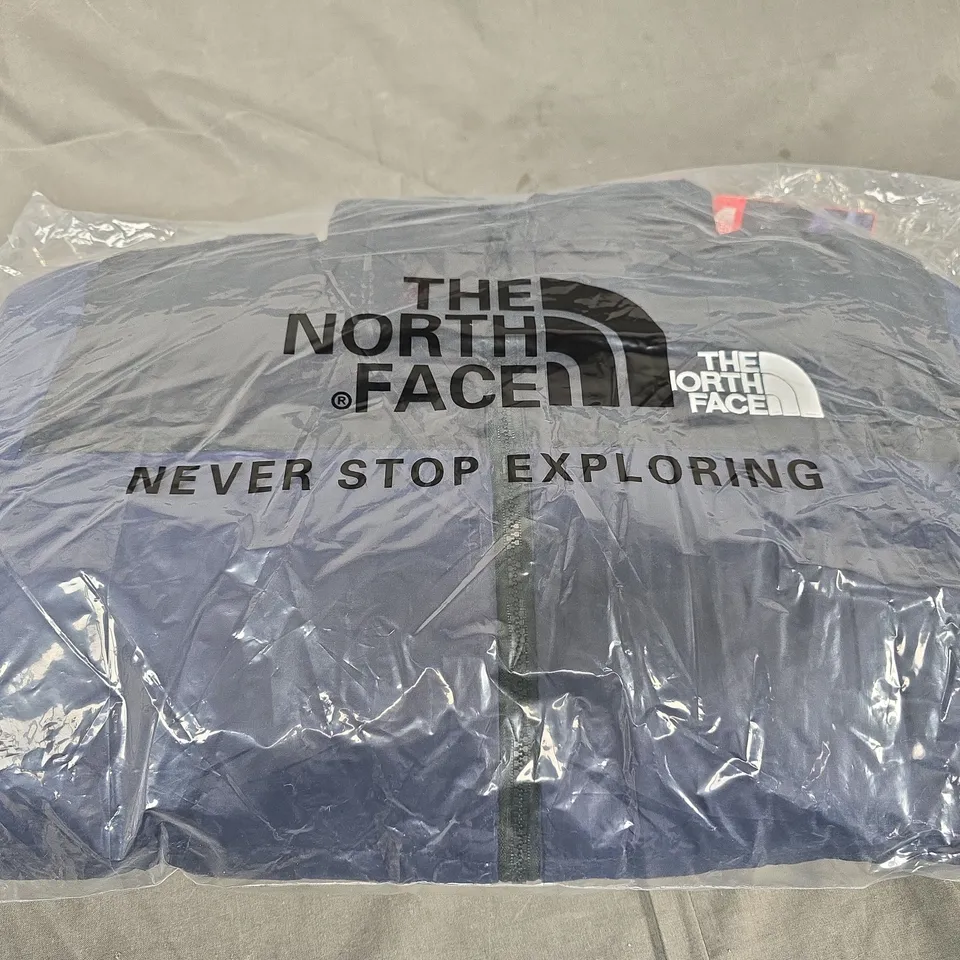 THE
NORTH
®FACE
NEVER STOP EXPLORING
THE
NORTH
FACE